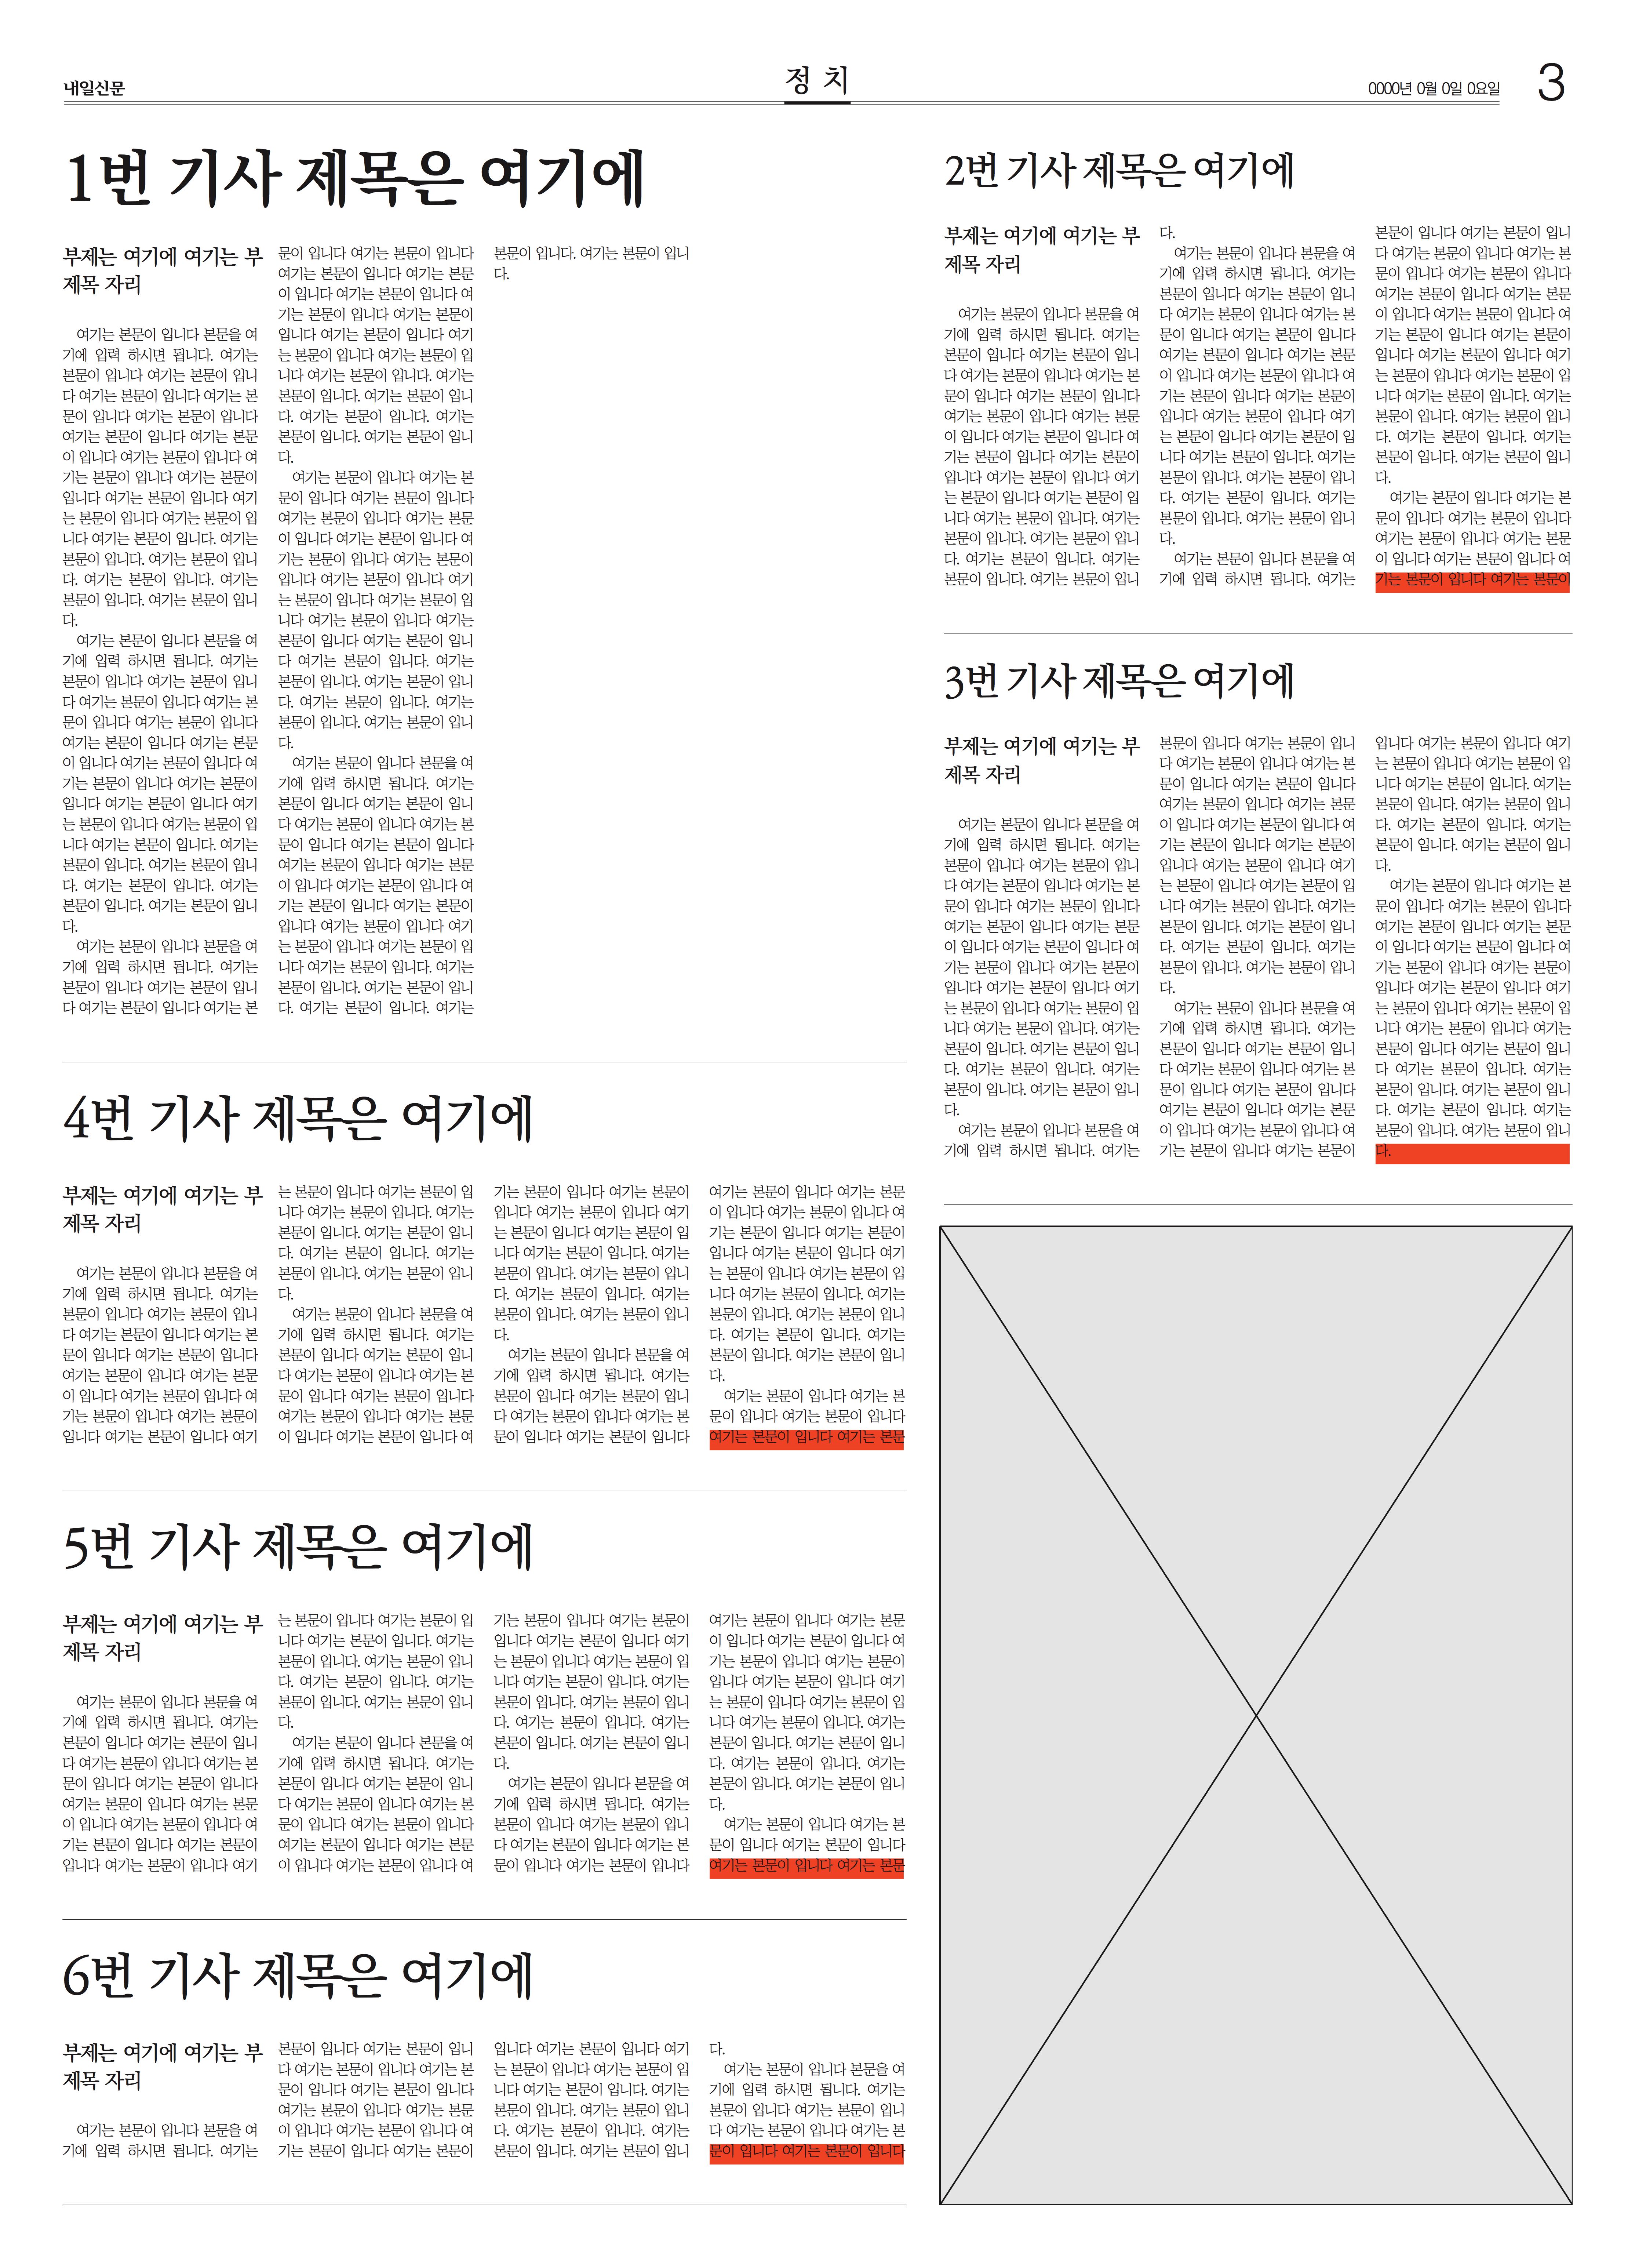 내일신문
정 치
0000년 0월 0일 0요일
3
1번 기사 제목은 여기에
부제는 여기에 여기는 부
제목 자리
여기는 본문이 입니다 본문을 여
기에 입력 하시면 됩니다. 여기는
본문이 입니다 여기는 본문이 입니
다 여기는 본문이 입니다 여기는 본
문이 입니다 여기는 본문이 입니다
여기는 본문이 입니다 여기는 본문
이 입니다 여기는 본문이 입니다 여
기는 본문이 입니다 여기는 본문이
입니다 여기는 본문이 입니다 여기
는 본문이 입니다 여기는 본문이 입
니다 여기는 본문이 입니다. 여기는
본문이 입니다. 여기는 본문이 입니
다. 여기는 본문이 입니다. 여기는
본문이 입니다. 여기는 본문이 입니
다.
여기는 본문이 입니다 본문을 여
기에 입력 하시면 됩니다. 여기는
본문이 입니다 여기는 본문이 입니
다 여기는 본문이 입니다 여기는 본
문이 입니다 여기는 본문이 입니다
여기는 본문이 입니다 여기는 본문
이 입니다 여기는 본문이 입니다 여
기는 본문이 입니다 여기는 본문이
입니다 여기는 본문이 입니다 여기
는 본문이 입니다 여기는 본문이 입
니다 여기는 본문이 입니다. 여기는
본문이 입니다. 여기는 본문이 입니
다. 여기는 본문이 입니다. 여기는
본문이 입니다. 여기는 본문이 입니
다.
여기는 본문이 입니다 본문을 여
기에 입력 하시면 됩니다. 여기는
본문이 입니다 여기는 본문이 입니
다 여기는 본문이 입니다 여기는 본
문이 입니다 여기는 본문이 입니다
여기는 본문이 입니다 여기는 본문
이 입니다 여기는 본문이 입니다 여
기는 본문이 입니다 여기는 본문이
입니다 여기는 본문이 입니다 여기
는 본문이 입니다 여기는 본문이 입
니다 여기는 본문이 입니다. 여기는
본문이 입니다. 여기는 본문이 입니
다. 여기는 본문이 입니다. 여기는
본문이 입니다. 여기는 본문이 입니
다.
여기는 본문이 입니다 여기는 본
문이 입니다 여기는 본문이 입니다
여기는 본문이 입니다 여기는 본문
이 입니다 여기는 본문이 입니다 여
기는 본문이 입니다 여기는 본문이
입니다 여기는 본문이 입니다 여기
는 본문이 입니다 여기는 본문이 입
니다 여기는 본문이 입니다 여기는
본문이 입니다 여기는 본문이 입니
다 여기는 본문이 입니다. 여기는
본문이 입니다. 여기는 본문이 입니
다. 여기는 본문이 입니다. 여기는
본문이 입니다. 여기는 본문이 입니
다.
여기는 본문이 입니다 본문을 여
기에 입력 하시면 됩니다. 여기는
본문이 입니다 여기는 본문이 입니
다 여기는 본문이 입니다 여기는 본
문이 입니다 여기는 본문이 입니다
여기는 본문이 입니다 여기는 본문
이 입니다 여기는 본문이 입니다 여
기는 본문이 입니다 여기는 본문이
입니다 여기는 본문이 입니다 여기
는 본문이 입니다 여기는 본문이 입
니다 여기는 본문이 입니다. 여기는
본문이 입니다. 여기는 본문이 입니
다. 여기는 본문이 입니다. 여기는
본문이 입니다. 여기는 본문이 입니
다.
2번 기사 제목은 여기에
부제는 여기에 여기는 부
제목 자리
여기는 본문이 입니다 본문을 여
기에 입력 하시면 됩니다. 여기는
본문이 입니다 여기는 본문이 입니
다 여기는 본문이 입니다 여기는 본
문이 입니다 여기는 본문이 입니다
여기는 본문이 입니다 여기는 본문
이 입니다 여기는 본문이 입니다 여
기는 본문이 입니다 여기는 본문이
입니다 여기는 본문이 입니다 여기
는 본문이 입니다 여기는 본문이 입
니다 여기는 본문이 입니다. 여기는
본문이 입니다. 여기는 본문이 입니
다. 여기는 본문이 입니다. 여기는
본문이 입니다. 여기는 본문이 입니
다.
여기는 본문이 입니다 본문을 여
기에 입력 하시면 됩니다. 여기는
본문이 입니다 여기는 본문이 입니
다 여기는 본문이 입니다 여기는 본
문이 입니다 여기는 본문이 입니다
여기는 본문이 입니다 여기는 본문
이 입니다 여기는 본문이 입니다 여
기는 본문이 입니다 여기는 본문이
입니다 여기는 본문이 입니다 여기
는 본문이 입니다 여기는 본문이 입
니다 여기는 본문이 입니다. 여기는
본문이 입니다. 여기는 본문이 입니
다. 여기는 본문이 입니다. 여기는
본문이 입니다. 여기는 본문이 입니
다.
여기는 본문이 입니다 본문을 여
기에 입력 하시면 됩니다. 여기는
본문이 입니다 여기는 본문이 입니
다 여기는 본문이 입니다 여기는 본
문이 입니다 여기는 본문이 입니다
여기는 본문이 입니다 여기는 본문
이 입니다 여기는 본문이 입니다 여
기는 본문이 입니다 여기는 본문이
입니다 여기는 본문이 입니다 여기
는 본문이 입니다 여기는 본문이 입
니다 여기는 본문이 입니다. 여기는
본문이 입니다. 여기는 본문이 입니
다. 여기는 본문이 입니다. 여기는
본문이 입니다. 여기는 본문이 입니
다.
여기는 본문이 입니다 여기는 본
문이 입니다 여기는 본문이 입니다
여기는 본문이 입니다 여기는 본문
이 입니다 여기는 본문이 입니다 여
기는 본문이 입니다 여기는 본문이
3번 기사 제목은 여기에
부제는 여기에 여기는 부
제목 자리
여기는 본문이 입니다 본문을 여
기에 입력 하시면 됩니다. 여기는
본문이 입니다 여기는 본문이 입니
다 여기는 본문이 입니다 여기는 본
문이 입니다 여기는 본문이 입니다
여기는 본문이 입니다 여기는 본문
이 입니다 여기는 본문이 입니다 여
기는 본문이 입니다 여기는 본문이
입니다 여기는 본문이 입니다 여기
는 본문이 입니다 여기는 본문이 입
니다 여기는 본문이 입니다. 여기는
본문이 입니다. 여기는 본문이 입니
다. 여기는 본문이 입니다. 여기는
본문이 입니다. 여기는 본문이 입니
다.
여기는 본문이 입니다 본문을 여
기에 입력 하시면 됩니다. 여기는
본문이 입니다 여기는 본문이 입니
다 여기는 본문이 입니다 여기는 본
문이 입니다 여기는 본문이 입니다
여기는 본문이 입니다 여기는 본문
이 입니다 여기는 본문이 입니다 여
기는 본문이 입니다 여기는 본문이
입니다 여기는 본문이 입니다 여기
는 본문이 입니다 여기는 본문이 입
니다 여기는 본문이 입니다. 여기는
본문이 입니다. 여기는 본문이 입니
다. 여기는 본문이 입니다. 여기는
본문이 입니다. 여기는 본문이 입니
다.
여기는 본문이 입니다 본문을 여
기에 입력 하시면 됩니다. 여기는
본문이 입니다 여기는 본문이 입니
다 여기는 본문이 입니다 여기는 본
문이 입니다 여기는 본문이 입니다
여기는 본문이 입니다 여기는 본문
이 입니다 여기는 본문이 입니다 여
기는 본문이 입니다 여기는 본문이
입니다 여기는 본문이 입니다 여기
는 본문이 입니다 여기는 본문이 입
니다 여기는 본문이 입니다. 여기는
본문이 입니다. 여기는 본문이 입니
다. 여기는 본문이 입니다. 여기는
본문이 입니다. 여기는 본문이 입니
다.
여기는 본문이 입니다 여기는 본
문이 입니다 여기는 본문이 입니다
여기는 본문이 입니다 여기는 본문
이 입니다 여기는 본문이 입니다 여
기는 본문이 입니다 여기는 본문이
입니다 여기는 본문이 입니다 여기
는 본문이 입니다 여기는 본문이 입
니다 여기는 본문이 입니다 여기는
본문이 입니다 여기는 본문이 입니
다 여기는 본문이 입니다. 여기는
본문이 입니다. 여기는 본문이 입니
다. 여기는 본문이 입니다. 여기는
본문이 입니다. 여기는 본문이 입니
다.
4번 기사 제목은 여기에
부제는 여기에 여기는 부
제목 자리
여기는 본문이 입니다 본문을 여
기에 입력 하시면 됩니다. 여기는
본문이 입니다 여기는 본문이 입니
다 여기는 본문이 입니다 여기는 본
문이 입니다 여기는 본문이 입니다
여기는 본문이 입니다 여기는 본문
이 입니다 여기는 본문이 입니다 여
기는 본문이 입니다 여기는 본문이
입니다 여기는 본문이 입니다 여기
는 본문이 입니다 여기는 본문이 입
니다 여기는 본문이 입니다. 여기는
본문이 입니다. 여기는 본문이 입니
다. 여기는 본문이 입니다. 여기는
본문이 입니다. 여기는 본문이 입니
다.
여기는 본문이 입니다 본문을 여
기에 입력 하시면 됩니다. 여기는
본문이 입니다 여기는 본문이 입니
다 여기는 본문이 입니다 여기는 본
문이 입니다 여기는 본문이 입니다
여기는 본문이 입니다 여기는 본문
이 입니다 여기는 본문이 입니다 여
기는 본문이 입니다 여기는 본문이
입니다 여기는 본문이 입니다 여기
는 본문이 입니다 여기는 본문이 입
니다 여기는 본문이 입니다. 여기는
본문이 입니다. 여기는 본문이 입니
다. 여기는 본문이 입니다. 여기는
본문이 입니다. 여기는 본문이 입니
다.
여기는 본문이 입니다 본문을 여
기에 입력 하시면 됩니다. 여기는
본문이 입니다 여기는 본문이 입니
다 여기는 본문이 입니다 여기는 본
문이 입니다 여기는 본문이 입니다
여기는 본문이 입니다 여기는 본문
이 입니다 여기는 본문이 입니다 여
기는 본문이 입니다 여기는 본문이
입니다 여기는 본문이 입니다 여기
는 본문이 입니다 여기는 본문이 입
니다 여기는 본문이 입니다. 여기는
본문이 입니다. 여기는 본문이 입니
다. 여기는 본문이 입니다. 여기는
본문이 입니다. 여기는 본문이 입니
다.
여기는 본문이 입니다 여기는 본
문이 입니다 여기는 본문이 입니다
여기는 본문이 입니다 여기는 본문
5번 기사 제목은 여기에
부제는 여기에 여기는 부
제목 자리
여기는 본문이 입니다 본문을 여
기에 입력 하시면 됩니다. 여기는
본문이 입니다 여기는 본문이 입니
다 여기는 본문이 입니다 여기는 본
문이 입니다 여기는 본문이 입니다
여기는 본문이 입니다 여기는 본문
이 입니다 여기는 본문이 입니다 여
기는 본문이 입니다 여기는 본문이
입니다 여기는 본문이 입니다 여기
는 본문이 입니다 여기는 본문이 입
니다 여기는 본문이 입니다. 여기는
본문이 입니다. 여기는 본문이 입니
다. 여기는 본문이 입니다. 여기는
본문이 입니다. 여기는 본문이 입니
다.
여기는 본문이 입니다 본문을 여
기에 입력 하시면 됩니다. 여기는
본문이 입니다 여기는 본문이 입니
다 여기는 본문이 입니다 여기는 본
문이 입니다 여기는 본문이 입니다
여기는 본문이 입니다 여기는 본문
이 입니다 여기는 본문이 입니다 여
기는 본문이 입니다 여기는 본문이
입니다 여기는 본문이 입니다 여기
는 본문이 입니다 여기는 본문이 입
니다 여기는 본문이 입니다. 여기는
본문이 입니다. 여기는 본문이 입니
다. 여기는 본문이 입니다. 여기는
본문이 입니다. 여기는 본문이 입니
다.
여기는 본문이 입니다 본문을 여
기에 입력 하시면 됩니다. 여기는
본문이 입니다 여기는 본문이 입니
다 여기는 본문이 입니다 여기는 본
문이 입니다 여기는 본문이 입니다
여기는 본문이 입니다 여기는 본문
이 입니다 여기는 본문이 입니다 여
기는 본문이 입니다 여기는 본문이
입니다 여기는 본문이 입니다 여기
는 본문이 입니다 여기는 본문이 입
니다 여기는 본문이 입니다. 여기는
본문이 입니다. 여기는 본문이 입니
다. 여기는 본문이 입니다. 여기는
본문이 입니다. 여기는 본문이 입니
다.
여기는 본문이 입니다 여기는 본
문이 입니다 여기는 본문이 입니다
여기는 본문이 입니다 여기는 본문
6번 기사 제목은 여기에
부제는 여기에 여기는 부
제목 자리
여기는 본문이 입니다 본문을 여
기에 입력 하시면 됩니다. 여기는
본문이 입니다 여기는 본문이 입니
다 여기는 본문이 입니다 여기는 본
문이 입니다 여기는 본문이 입니다
여기는 본문이 입니다 여기는 본문
이 입니다 여기는 본문이 입니다 여
기는 본문이 입니다 여기는 본문이
입니다 여기는 본문이 입니다 여기
는 본문이 입니다 여기는 본문이 입
니다 여기는 본문이 입니다. 여기는
본문이 입니다. 여기는 본문이 입니
다. 여기는 본문이 입니다. 여기는
본문이 입니다. 여기는 본문이 입니
다.
여기는 본문이 입니다 본문을 여
기에 입력 하시면 됩니다. 여기는
본문이 입니다 여기는 본문이 입니
다 여기는 본문이 입니다 여기는 본
문이 입니다 여기는 본문이 입니다